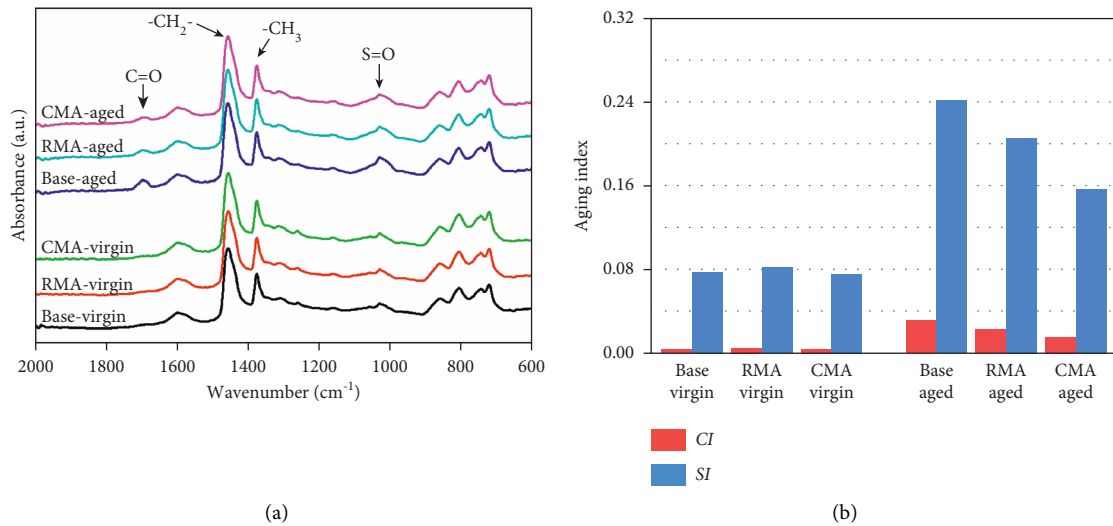 -CH2-
-CH3
C=O
S=O
CMA-aged
RMA-aged
Base-aged
CMA-virgin
RMA-virgin
Base-virgin
Absorbance (a.u.)
2000 1800 1600 1400 1200 1000 800 600
Wavenumber (cm-1)
(a)
0.32
0.24
0.16
0.08
0.00
Aging index
Base virgin
RMA virgin
CMA virgin
Base aged
RMA aged
CMA aged
CI
SI
(b)